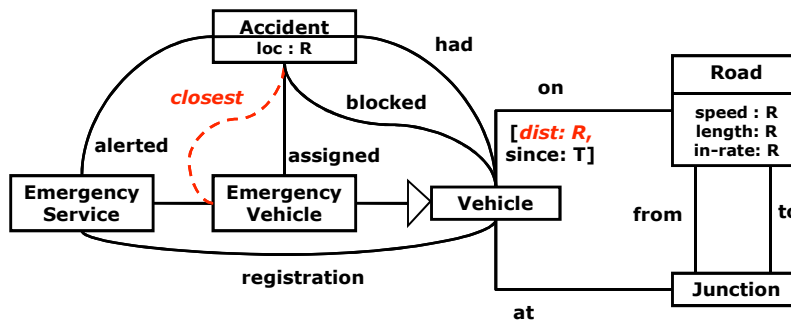 Accident
loc : R
had
Road
closest
on
blocked
speed : R
length: R
in-rate: R
[dist: R,
since: T]
alerted
assigned
Emergency
Service
Emergency
Vehicle
Vehicle
from
to
registration
Junction
at